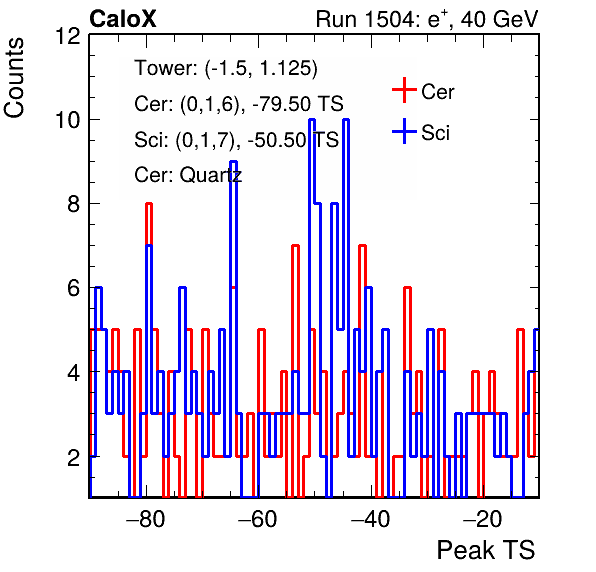 CaloX Run 1504: e⁺, 40 GeV
Counts
Tower: (-1.5, 1.125)
Cer: (0,1,6), -79.50 TS
Sci: (0,1,7), -50.50 TS
Cer: Quartz
Cer
Sci
12
10
8
6
4
2
−80 −60 −40 −20
Peak TS